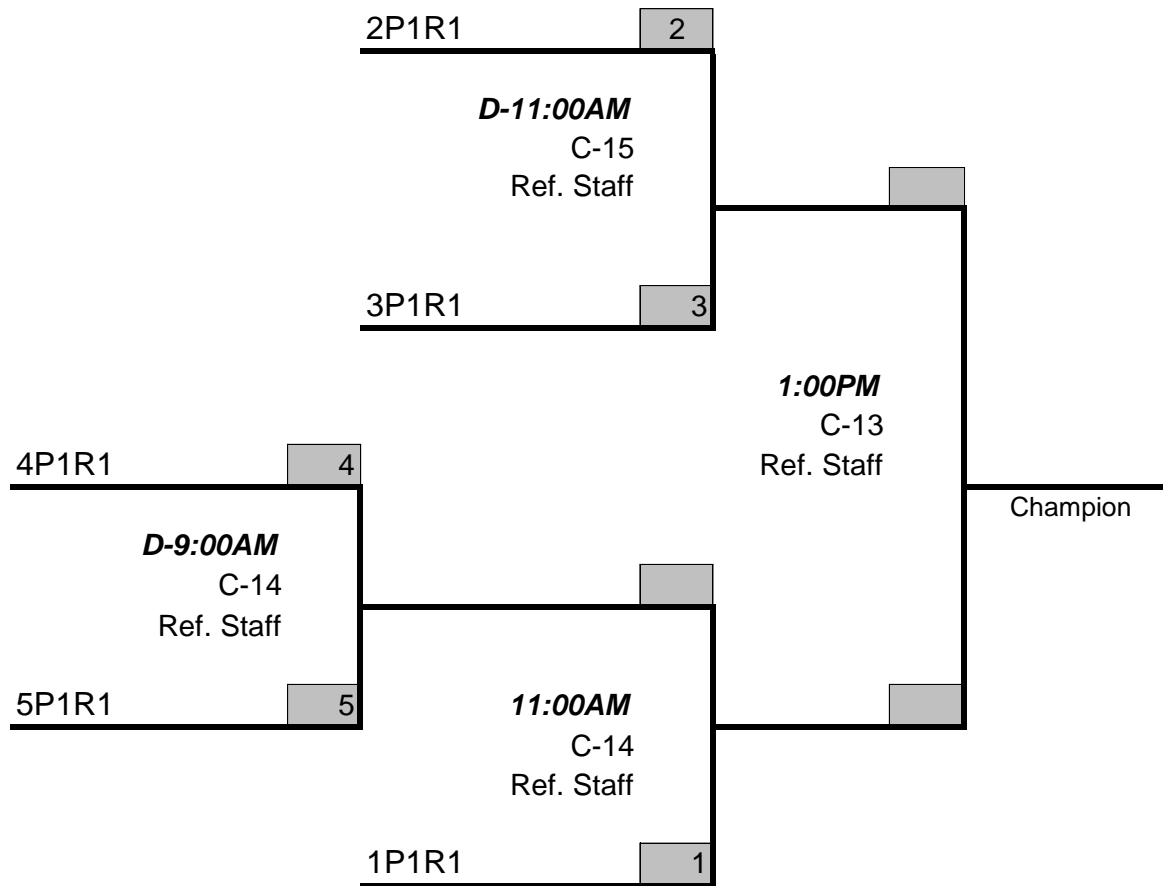 2P1R1 2
D-11:00AM
C-15
Ref. Staff
3P1R1 3
1:00PM
C-13
Ref. Staff
4P1R1 4
Champion
D-9:00AM
C-14
Ref. Staff
5P1R1 5
11:00AM
C-14
Ref. Staff
1P1R1 1